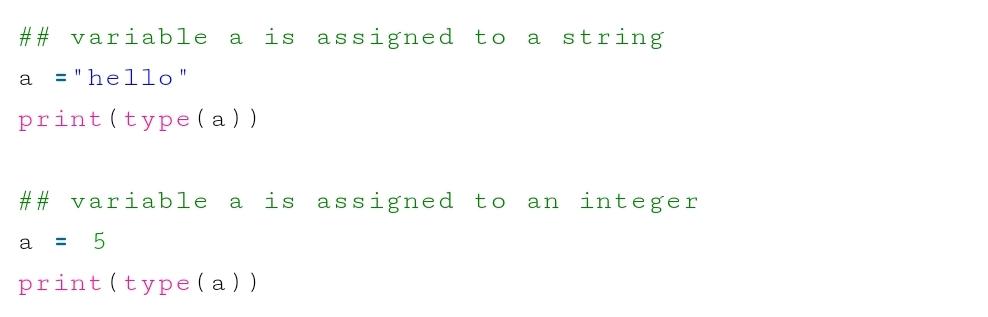 ## variable a is assigned to a string
a ="hello"
print(type(a))
## variable a is assigned to an integer
a = 5
print(type(a))